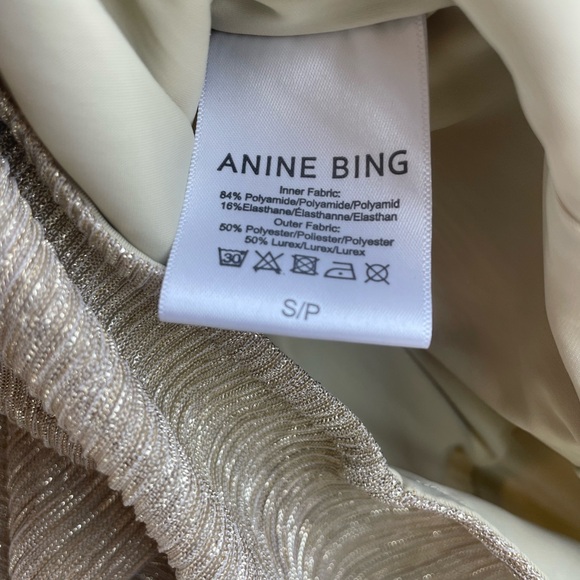 ANINE BING
Inner Fabric:
84% Polyamide/Polyamide/Polyamid
16%Elasthane/Élasthanne/Elasthan
Outer Fabric:
50% Polyester/Poliester/Polyester
50% Lurex/Lurex/Lurex
30
S/P